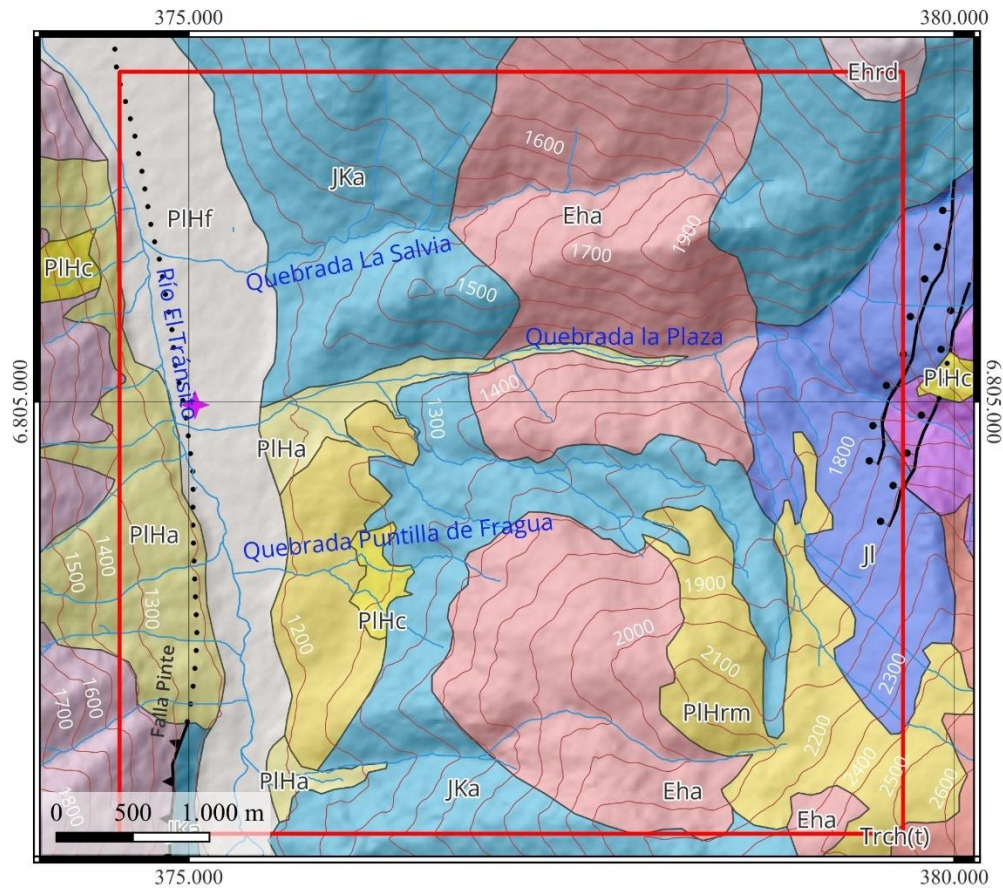 375.000
380.000
Ehrd
1600
JKa
PlHf
Eha
1900
1700
PlHc
Quebrada La Salvia
1500
Río El Tránsito
Quebrada la Plaza
6.805.000
6.805.000
PlHc
1400
1300
PlHa
1800
PlHa
Quebrada Puntilla de Fragua
1400
1500
Jl
1300
1900
1200
PlHc
2000
2100
Falla Pinte
1600
1700
2300
PlHrm
2200
PlHa
2400
JKa
Eha
2500
2600
1800
0 500 1.000 m
Eha
JKa
Trch(t)
375.000
380.000